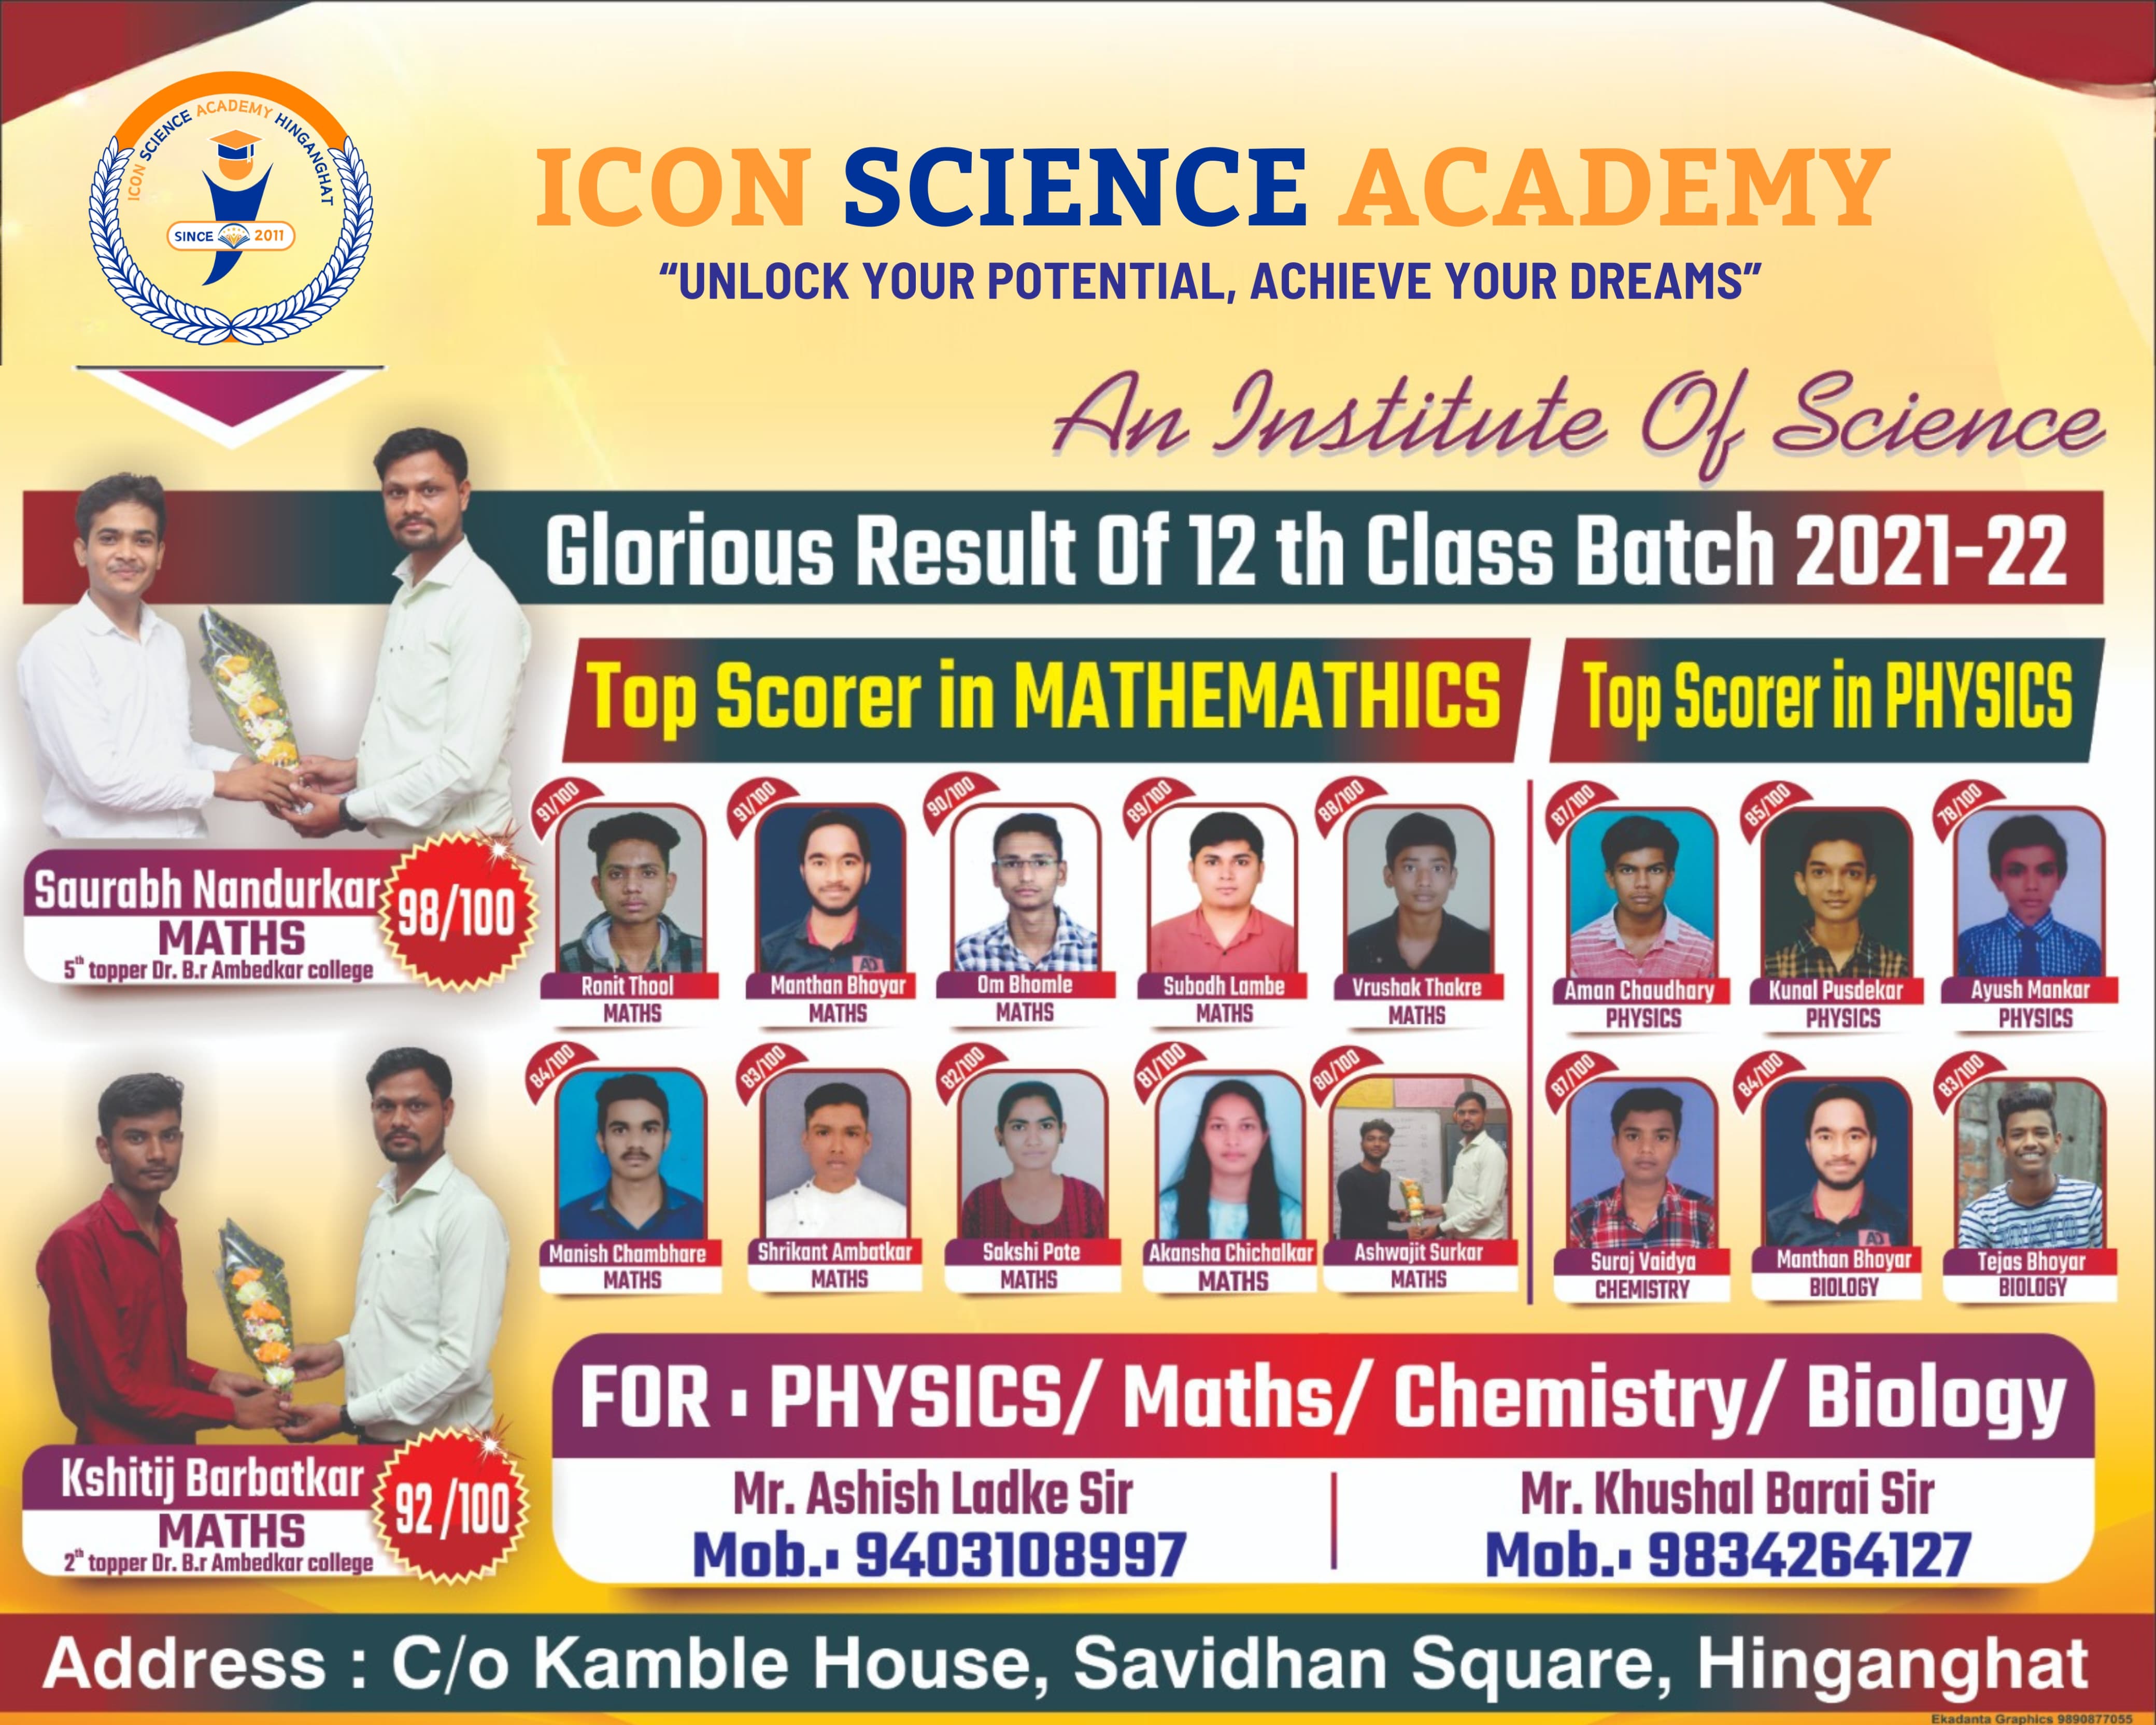 ICON SCIENCE ACADEMY HINGANGHAT
SINCE 2011
ICON SCIENCE ACADEMY
“UNLOCK YOUR POTENTIAL, ACHIEVE YOUR DREAMS”
An Institute Of Science
Glorious Result Of 12 th Class Batch 2021-22
Saurabh Nandurkar
98/100
MATHS
5th topper Dr. B.r Ambedkar college
Kshitij Barbatkar
92 /100
MATHS
2th topper Dr. B.r Ambedkar college
Top Scorer in MATHEMATHICS
91/100
Ronit Thool
MATHS
91/100
AD
Manthan Bhoyar
MATHS
90/100
Om Bhomle
MATHS
89/100
Subodh Lambe
MATHS
88/100
Vrushak Thakre
MATHS
84/100
Manish Chambhare
MATHS
83/100
Shrikant Ambatkar
MATHS
82/100
Sakshi Pote
MATHS
81/100
Akansha Chichalkar
MATHS
80/100
Ashwajit Surkar
MATHS
Top Scorer in PHYSICS
87/100
Aman Chaudhary
PHYSICS
85/100
Kunal Pusdekar
PHYSICS
78/100
Ayush Mankar
PHYSICS
87/100
Suraj Vaidya
CHEMISTRY
84/100
AD
Manthan Bhoyar
BIOLOGY
83/100
Tejas Bhoyar
BIOLOGY
FOR : PHYSICS/ Maths/ Chemistry/ Biology
Mr. Ashish Ladke Sir
Mob.: 9403108997
Mr. Khushal Barai Sir
Mob.: 9834264127
Address : C/o Kamble House, Savidhan Square, Hinganghat
Ekadanta Graphics 9890877055